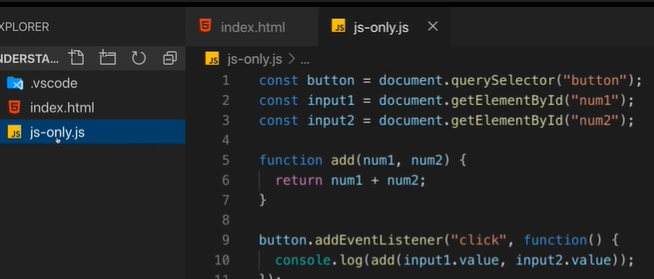 XPLORER
NDERSTA...
.vscode
index.html
JS js-only.js
index.html
JS js-only.js
JS js-only.js > ...
1 const button = document.querySelector("button");
2 const input1 = document.getElementById("num1");
3 const input2 = document.getElementById("num2");
4
5 function add(num1, num2) {
6 return num1 + num2;
7 }
8
9 button.addEventListener("click", function() {
10 console.log(add(input1.value, input2.value));
11 });